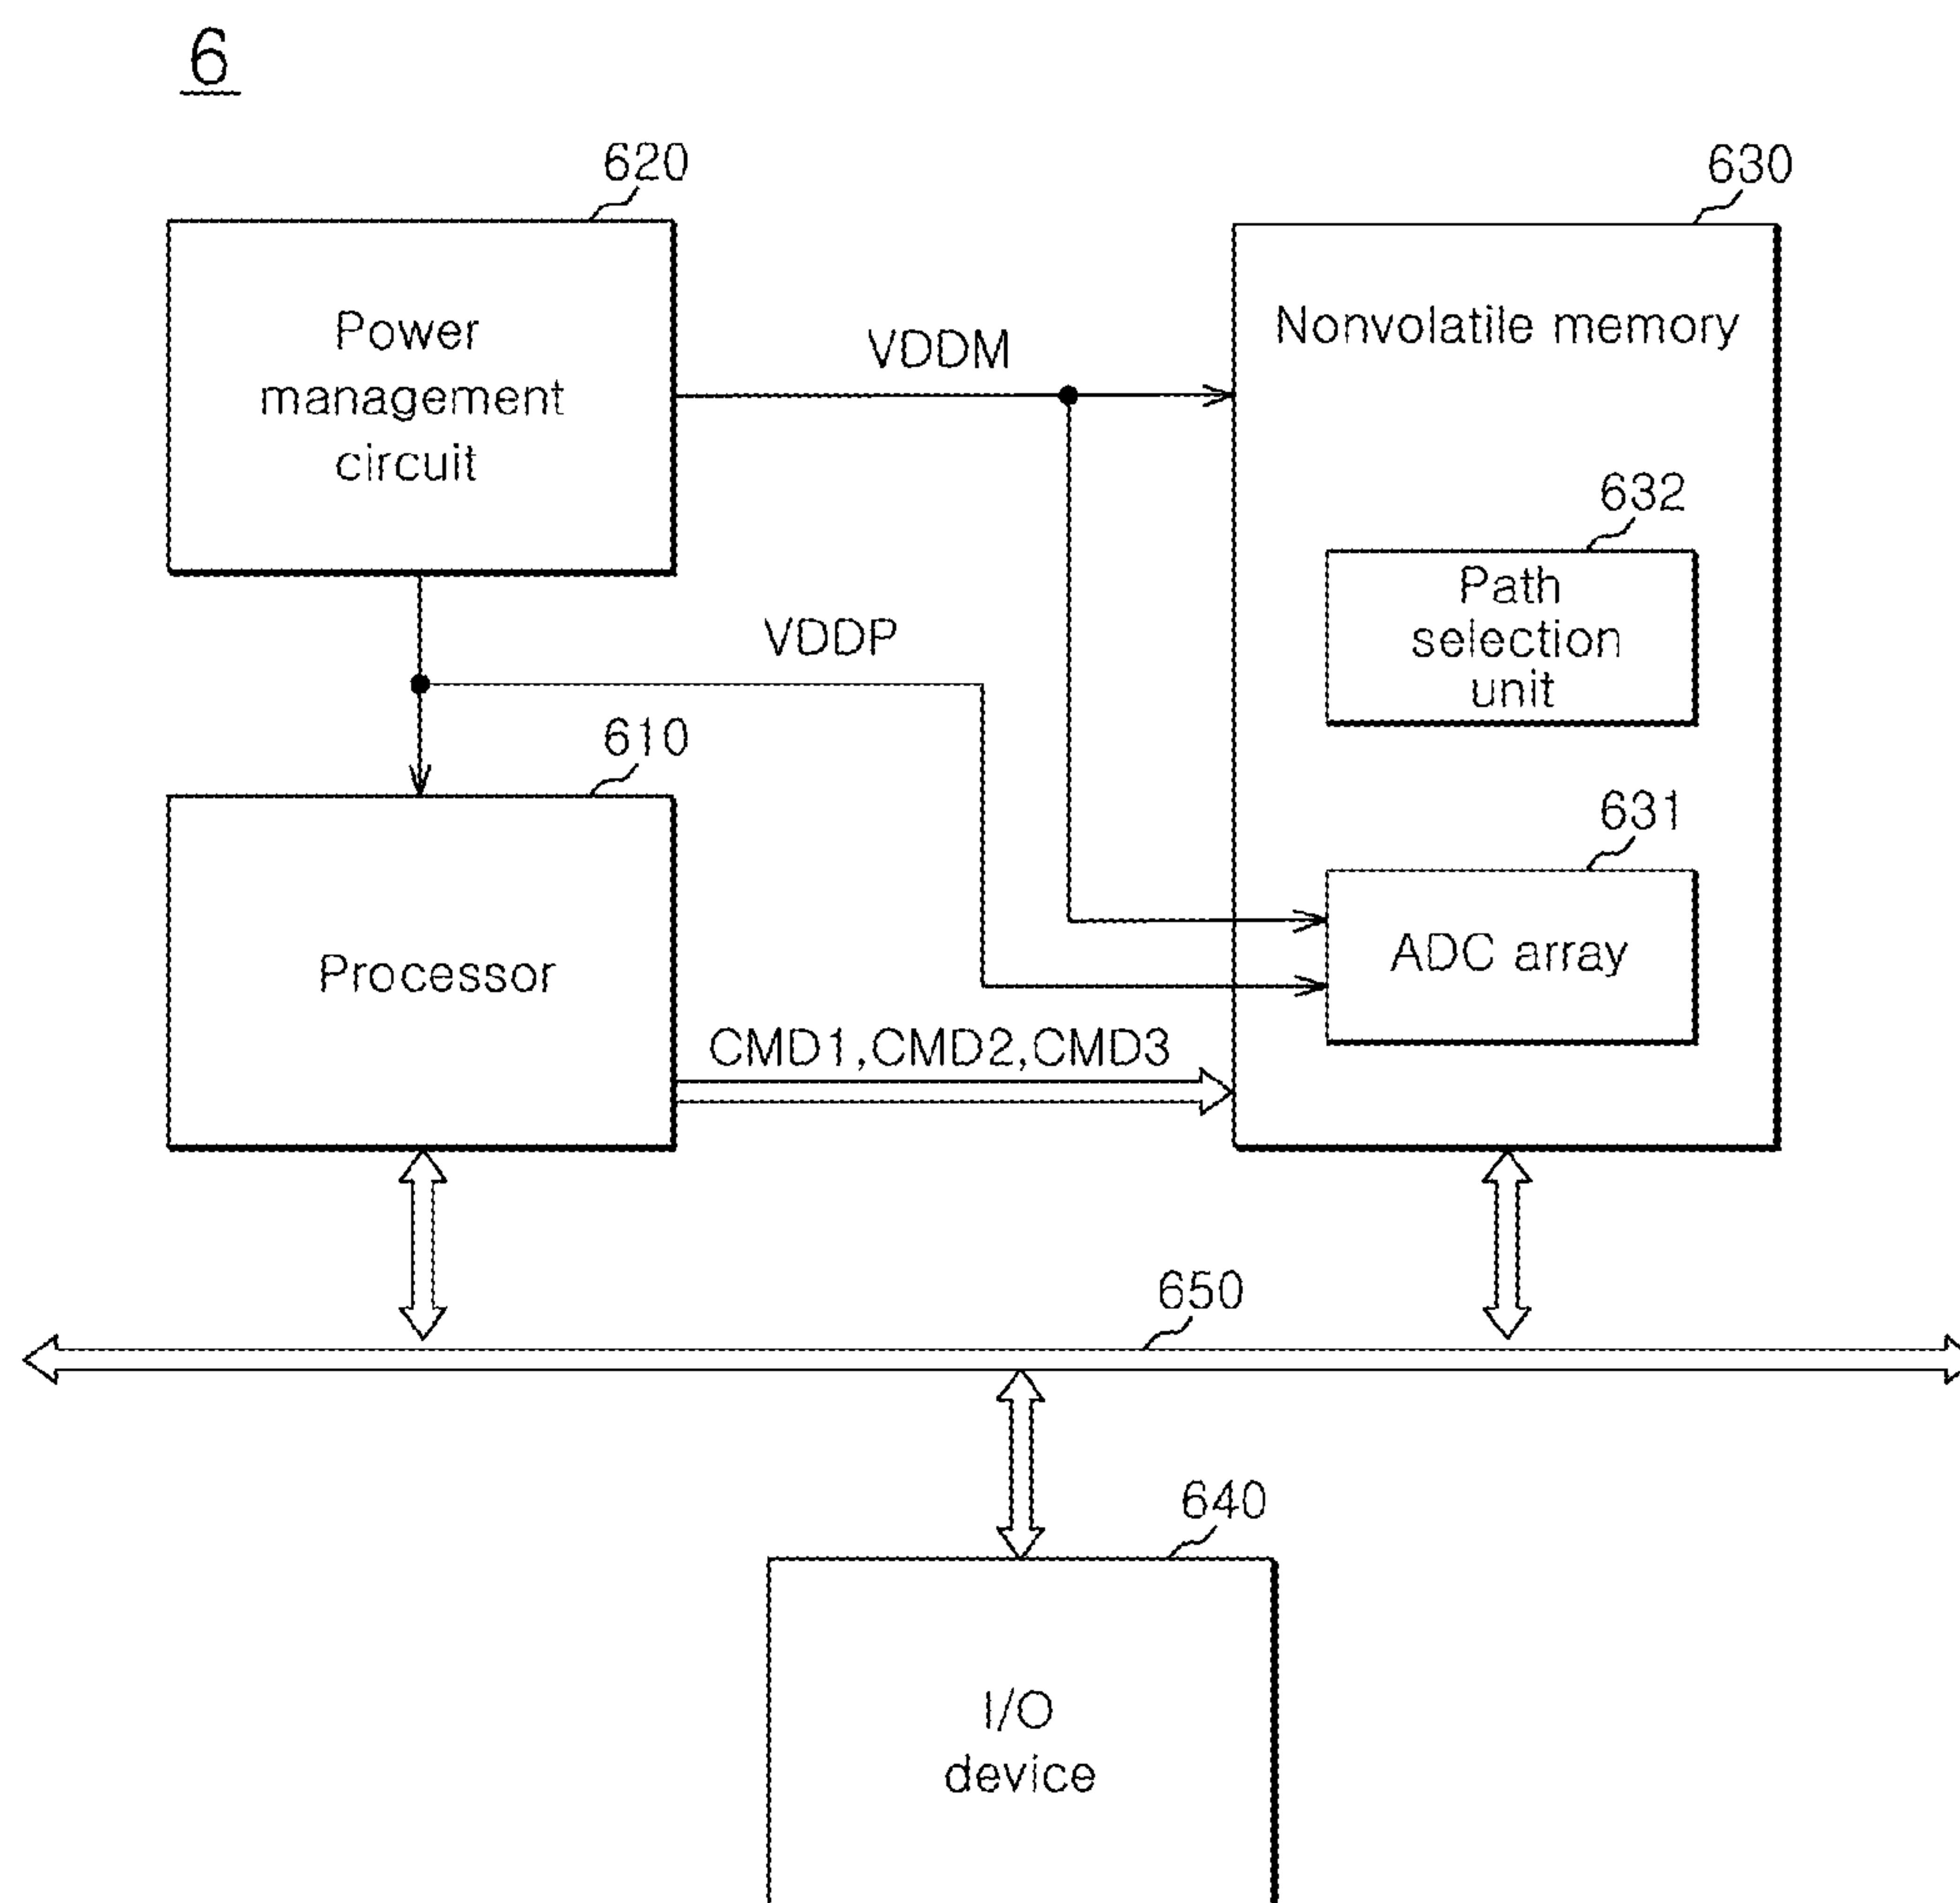 6
620
630
Power
management
circuit
VDDM
Nonvolatile memory
632
Path
selection
unit
VDDP
610
631
Processor
ADC array
CMD1,CMD2,CMD3
650
640
I/O
device